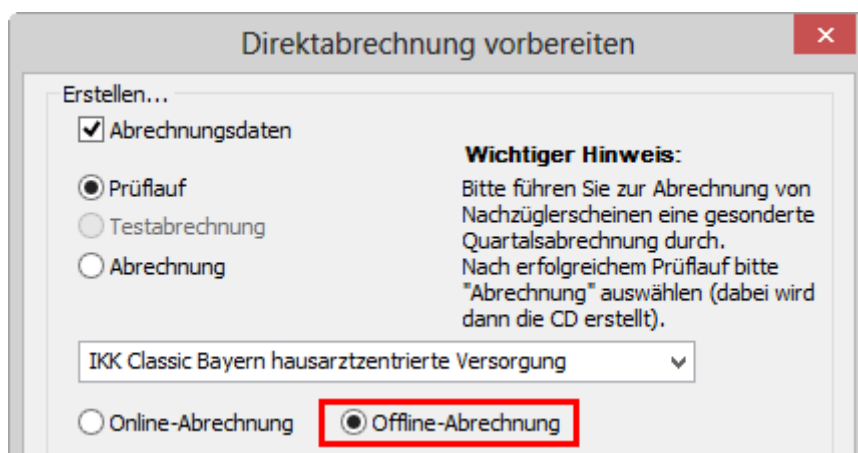 Direktabrechnung vorbereiten
Erstellen...
Abrechnungsdaten
Prüflauf
Testabrechnung
Abrechnung
Wichtiger Hinweis:
Bitte führen Sie zur Abrechnung von
Nachzüglerscheinen eine gesonderte
Quartalsabrechnung durch.
Nach erfolgreichem Prüflauf bitte
"Abrechnung" auswählen (dabei wird
dann die CD erstellt).
IKK Classic Bayern hausarztzentrierte Versorgung
Online-Abrechnung
Offline-Abrechnung